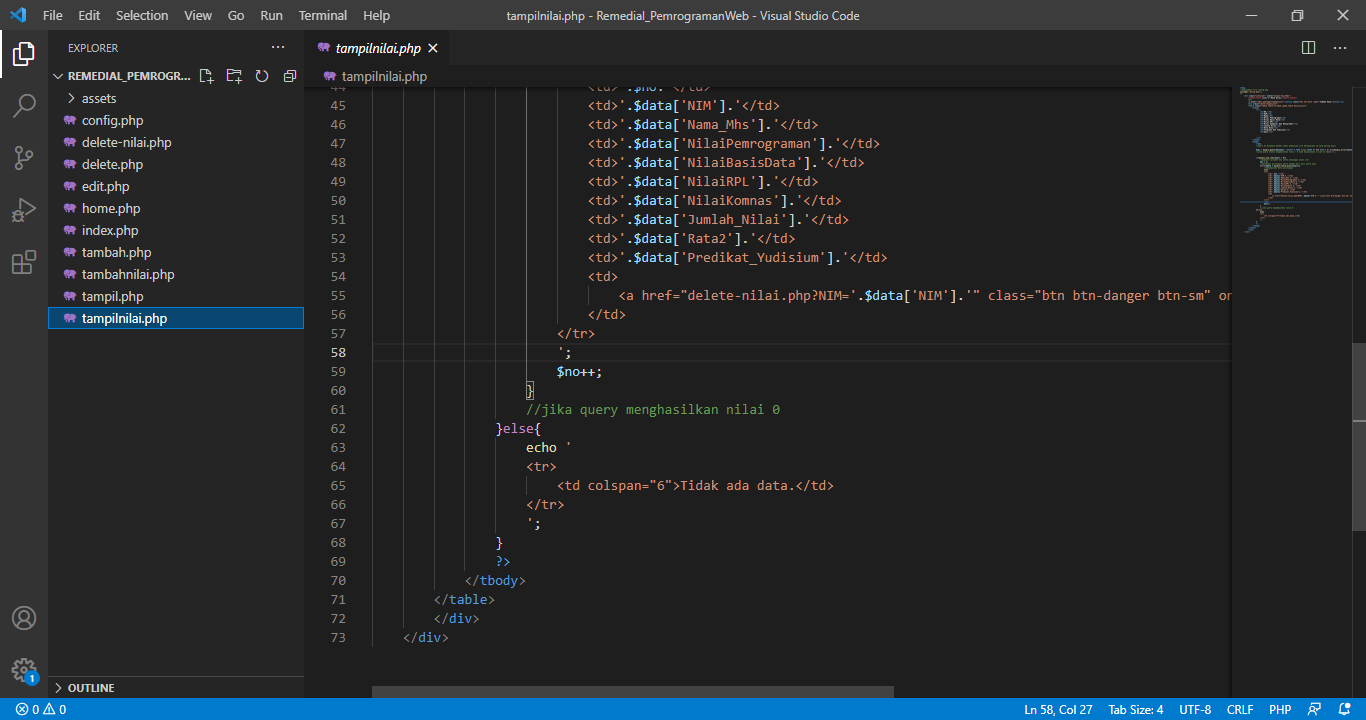 File Edit Selection View Go Run Terminal Help
tampilnilai.php - Remedial_PemrogramanWeb - Visual Studio Code
EXPLORER
REMEDIAL_PEMROGR...
assets
config.php
delete-nilai.php
delete.php
edit.php
home.php
index.php
tambah.php
tambahnilai.php
tampil.php
tampilnilai.php
OUTLINE
tampilnilai.php
tampilnilai.php
44 <td>'.$no.'</td>
45 <td>'.$data['NIM'].'</td>
46 <td>'.$data['Nama_Mhs'].'</td>
47 <td>'.$data['NilaiPemrograman'].'</td>
48 <td>'.$data['NilaiBasisData'].'</td>
49 <td>'.$data['NilaiRPL'].'</td>
50 <td>'.$data['NilaiKomnas'].'</td>
51 <td>'.$data['Jumlah_Nilai'].'</td>
52 <td>'.$data['Rata2'].'</td>
53 <td>'.$data['Predikat_Yudisium'].'</td>
54 <td>
55 <a href="delete-nilai.php?NIM='.$data['NIM'].'" class="btn btn-danger btn-sm" on
56 </td>
57 </tr>
58 ';
59 $no++;
60 }
61 //jika query menghasilkan nilai 0
62 }else{
63 echo '
64 <tr>
65 <td colspan="6">Tidak ada data.</td>
66 </tr>
67 ';
68 }
69 ?>
70 </tbody>
71 </table>
72 </div>
73 </div>
1
0 0
Ln 58, Col 27 Tab Size: 4 UTF-8 CRLF PHP